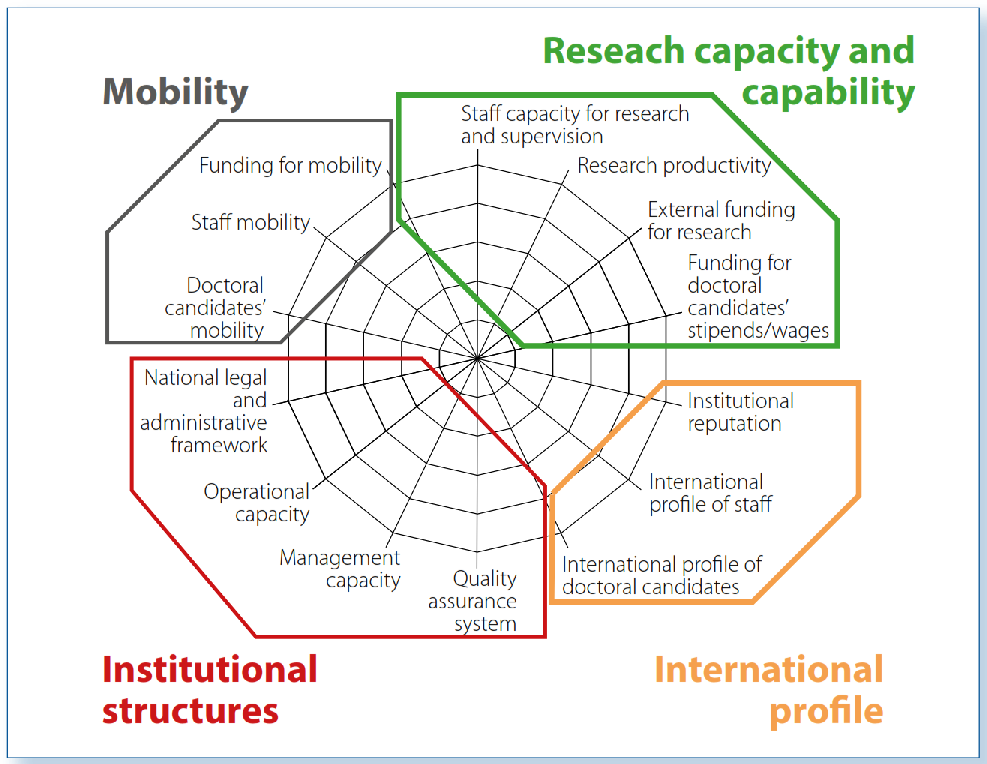 Mobility
Reseach capacity and
capability
Staff capacity for research
and supervision
Research productivity
External funding
for research
Funding for
doctoral
candidates'
stipends/wages
Funding for mobility
Staff mobility
Doctoral
candidates'
mobility
National legal
and
administrative
framework
Operational
capacity
Management
capacity
Quality
assurance
system
Institutional
reputation
International
profile of staff
International profile of
doctoral candidates
Institutional
structures
International
profile